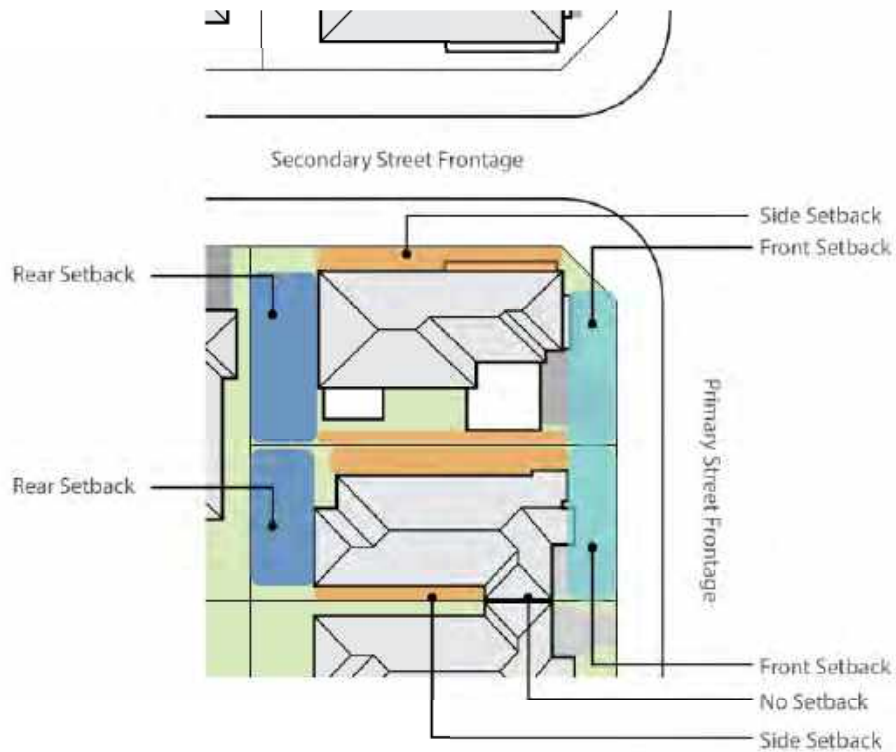 Secondary Street Frontage
Side Setback
Front Setback
Rear Setback
Primary Street Frontage
Rear Setback
Front Setback
No Setback
Side Setback